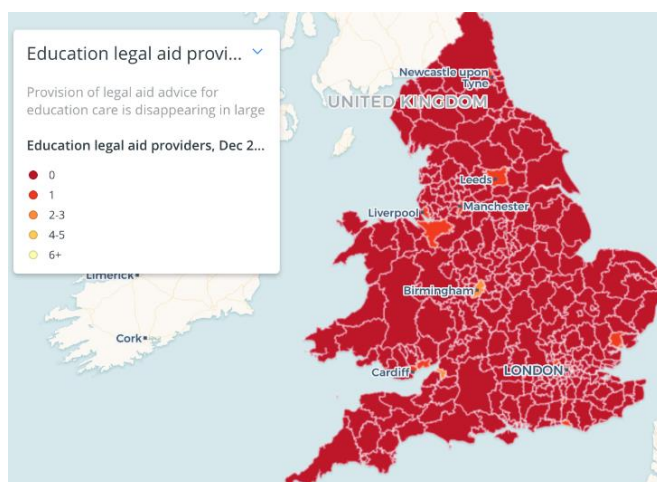 Education legal aid provi...
Provision of legal aid advice for
education care is disappearing in large
Education legal aid providers, Dec 2...
0
1
2-3
4-5
6+
Newcastle upon
Tyne
UNITED KINGDOM
Leeds
Manchester
Liverpool
Limerick
Birmingham
Cork
Cardiff
LONDON